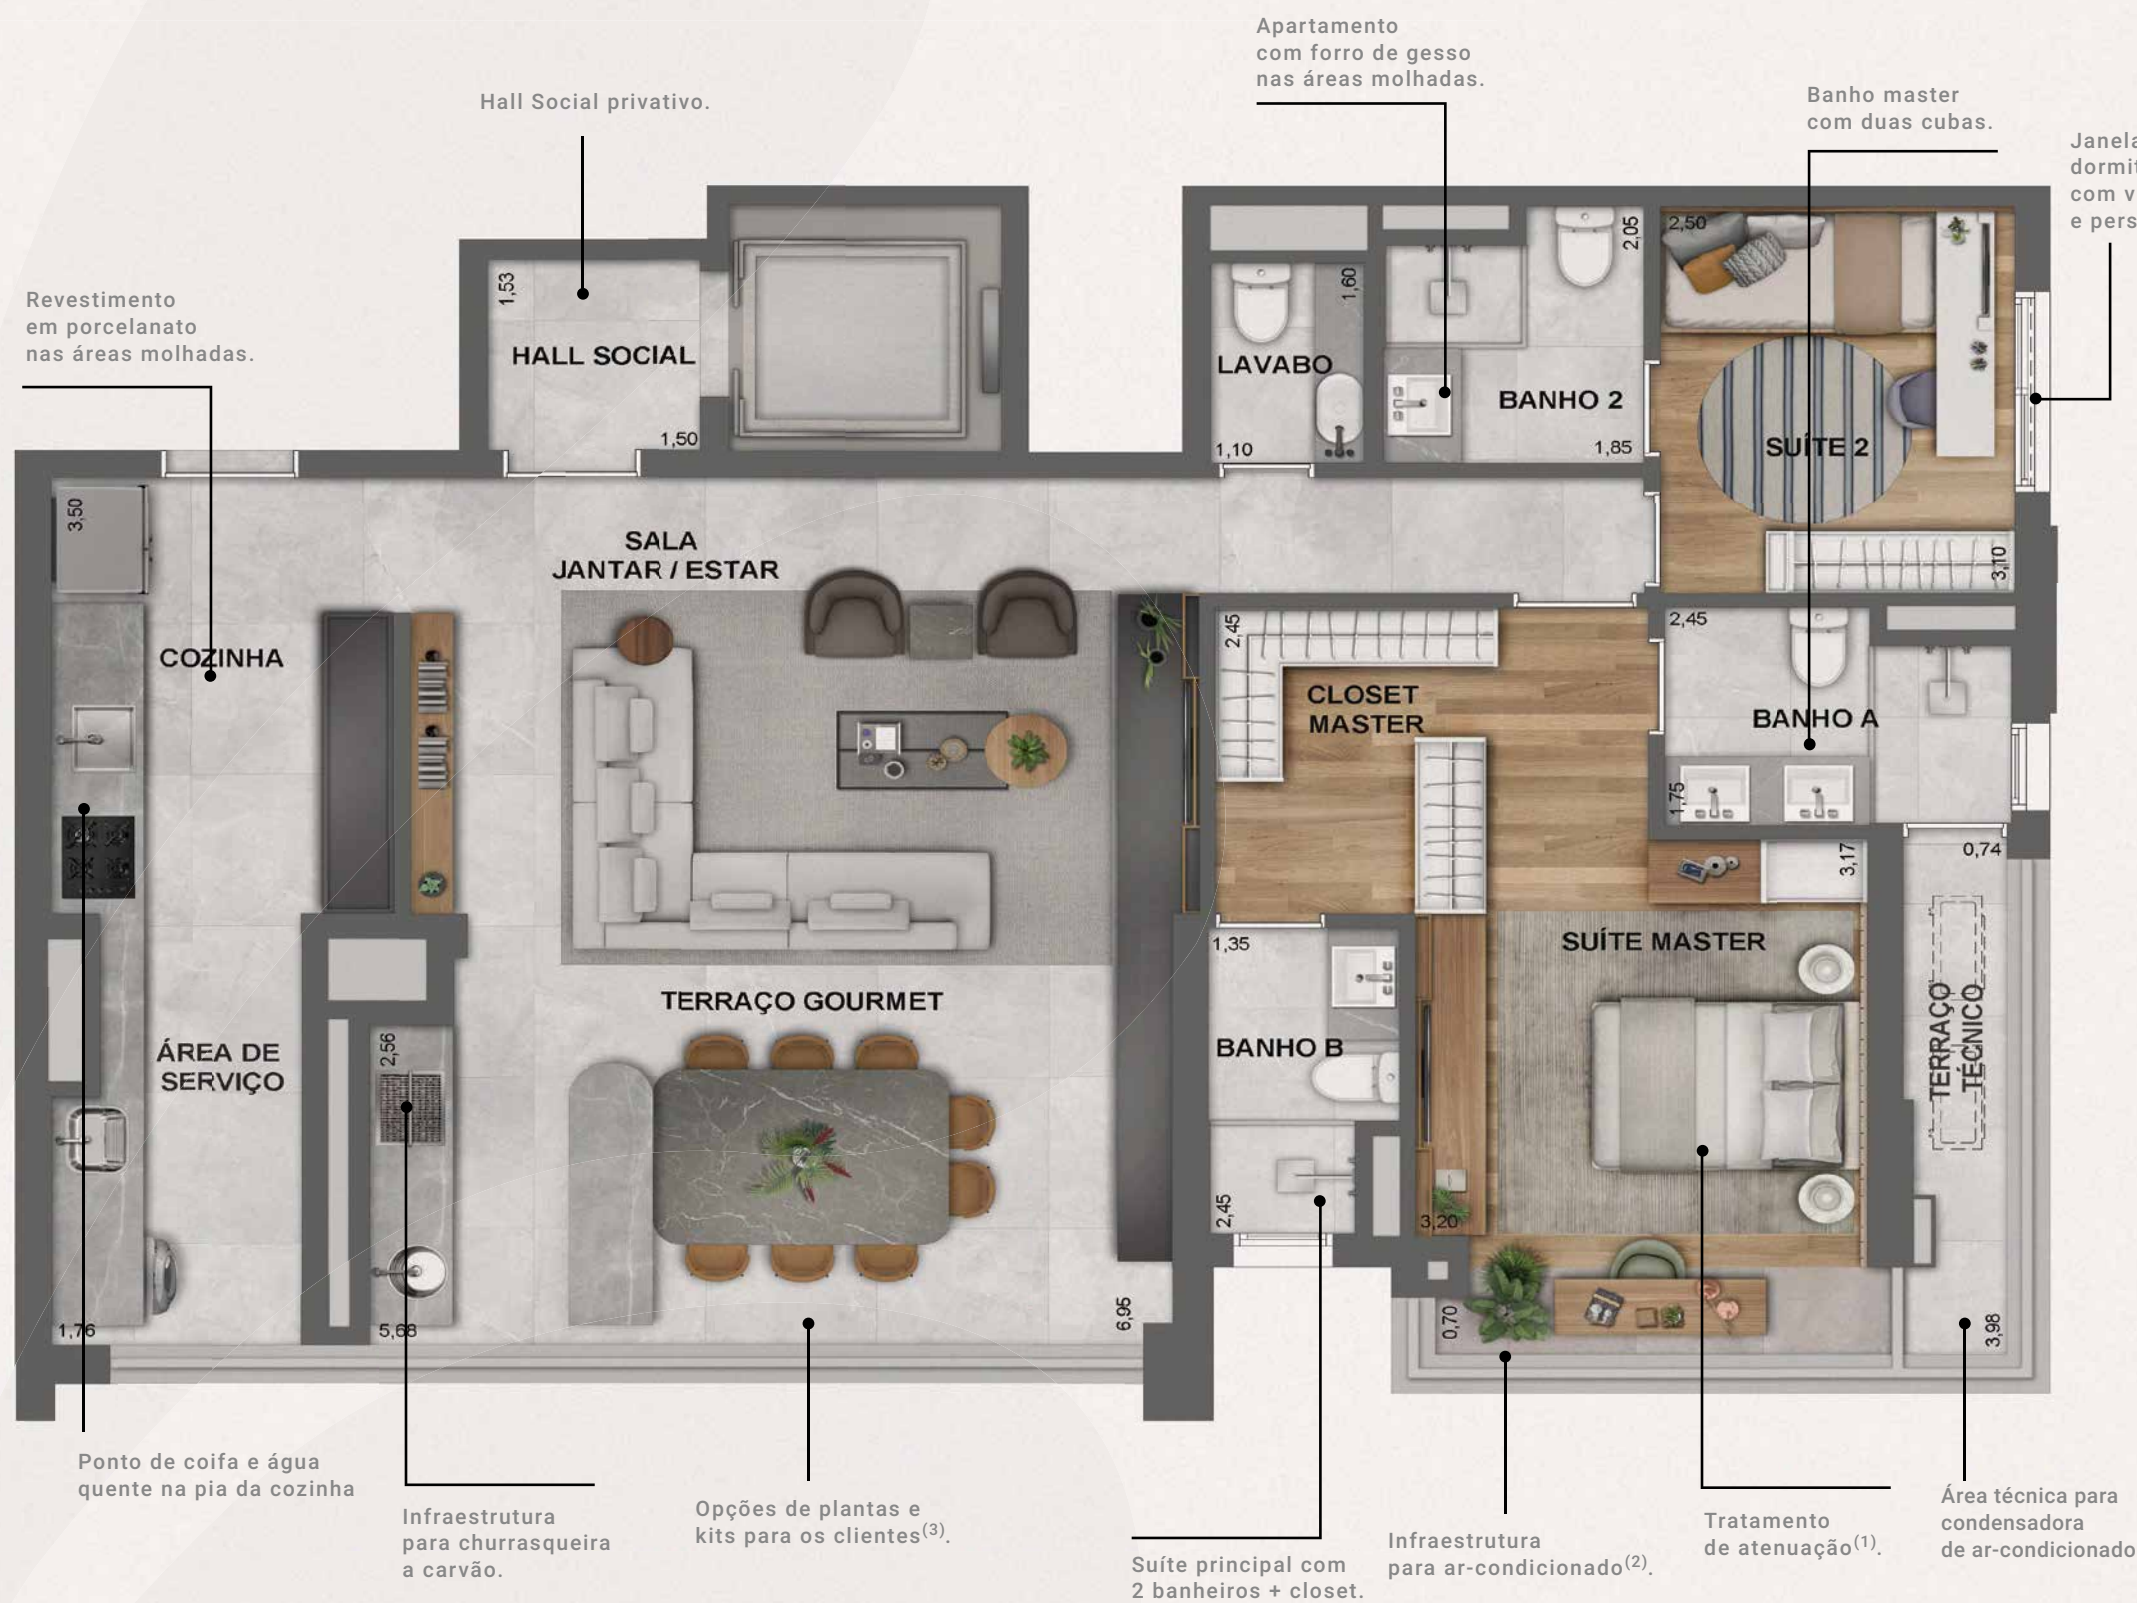 Apartamento
com forro de gesso
nas áreas molhadas.
Hall Social privativo.
Banho master
com duas cubas.
Janela
dormit
com v
e pers
Revestimento
em porcelanato
nas áreas molhadas.
1,53
HALL SOCIAL
1,50
1,60
LAVABO
1,10
2,05
BANHO 2
1,85
2,50
SUÍTE 2
3,10
3,50
SALA
JANTAR / ESTAR
COZINHA
2,45
CLOSET
MASTER
2,45
BANHO A
1,75
0,74
3,17
SUÍTE MASTER
1,35
TERRAÇO GOURMET
TERRAÇO
TÉCNICO
ÁREA DE
SERVIÇO
2,56
BANHO B
2,45
3,20
1,76
5,68
6,95
0,70
3,98
Ponto de coifa e água
quente na pia da cozinha
Infraestrutura
para churrasqueira
a carvão.
Opções de plantas e
kits para os clientes(3).
Suíte principal com
2 banheiros + closet.
Infraestrutura
para ar-condicionado(2).
Tratamento
de atenuação(1).
Área técnica para
condensadora
de ar-condicionado